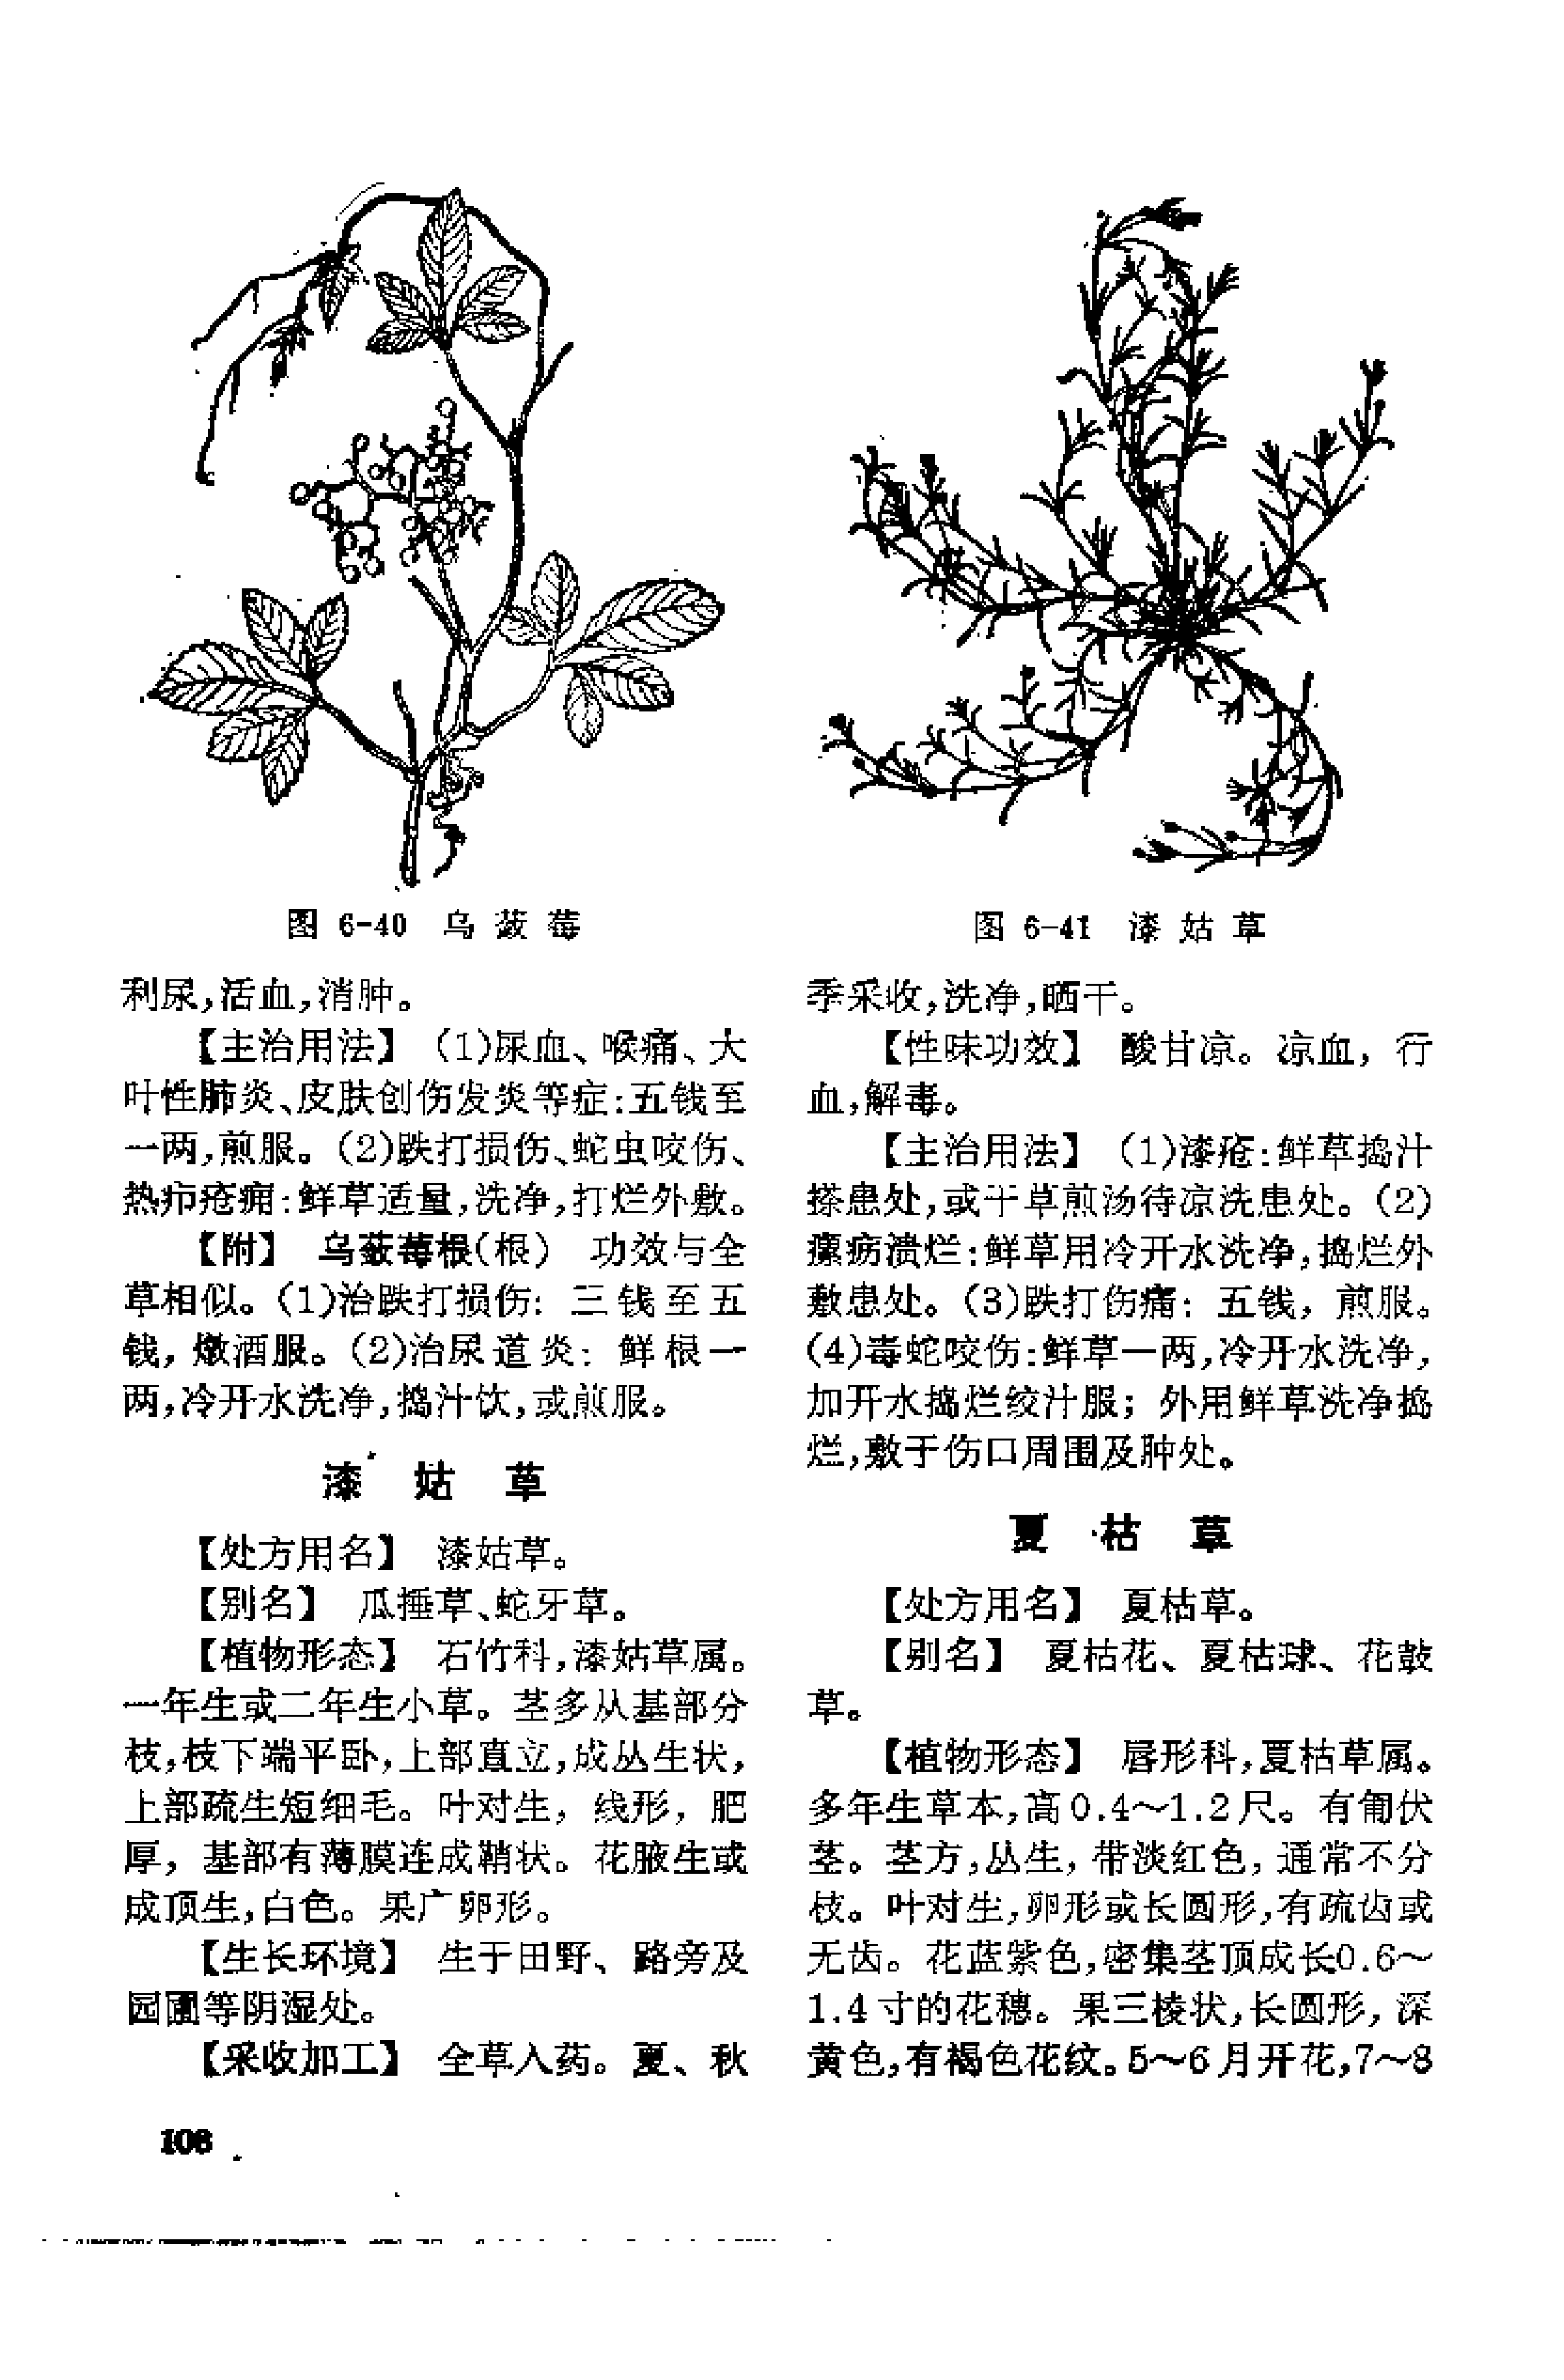 图 6-40 乌蔹莓
利尿,活血,消肿。
【主治用法】 (1)尿血、喉痛、大
叶性肺炎、皮肤创伤发炎等症:五钱至
一两,煎服。(2)跌打损伤、蛇虫咬伤、
热疖疮痈:鲜草适量,洗净,打烂外敷。
【附】 乌蔹莓根(根) 功效与全
草相似。(1)治跌打损伤: 三钱至五
钱, 燉酒服。(2)治尿道炎: 鲜根一
两,冷开水洗净,捣汁饮,或煎服。
漆姑草
【处方用名】 漆姑草。
【别名】 瓜捶草、蛇牙草。
【植物形态】 石竹科,漆姑草属。
一年生或二年生小草。茎多从基部分
枝,枝下端平卧,上部直立,成丛生状,
上部疏生短细毛。叶对生, 线形, 肥
厚, 基部有薄膜连成鞘状。花腋生或
成顶生,白色。果广卵形。
【生长环境】 生于田野、路旁及
园圃等阴湿处。
【采收加工】 全草入药。夏、秋
图 6-41 漆姑草
季采收,洗净,晒干。
【性味功效】 酸甘凉。凉血, 行
血,解毒。
【主治用法】 (1)漆疮:鲜草捣汁
搽患处,或干草煎汤待凉洗患处。(2)
瘰疬溃烂:鲜草用冷开水洗净,捣烂外
敷患处。(3)跌打伤痛: 五钱, 煎服。
(4)毒蛇咬伤:鲜草一两,冷开水洗净,
加开水捣烂绞汁服; 外用鲜草洗净捣
烂,敷于伤口周围及肿处。
夏枯草
【处方用名】 夏枯草。
【别名】 夏枯花、夏枯球、花鼓
草。
【植物形态】 唇形科,夏枯草属。
多年生草本,高0.4～1.2尺。有匍伏
茎。茎方,丛生, 带淡红色, 通常不分
枝。叶对生,卵形或长圆形,有疏齿或
无齿。花蓝紫色,密集茎顶成长0.6～
1.4寸的花穗。果三棱状,长圆形, 深
黄色,有褐色花纹。5～6月开花,7～8
108